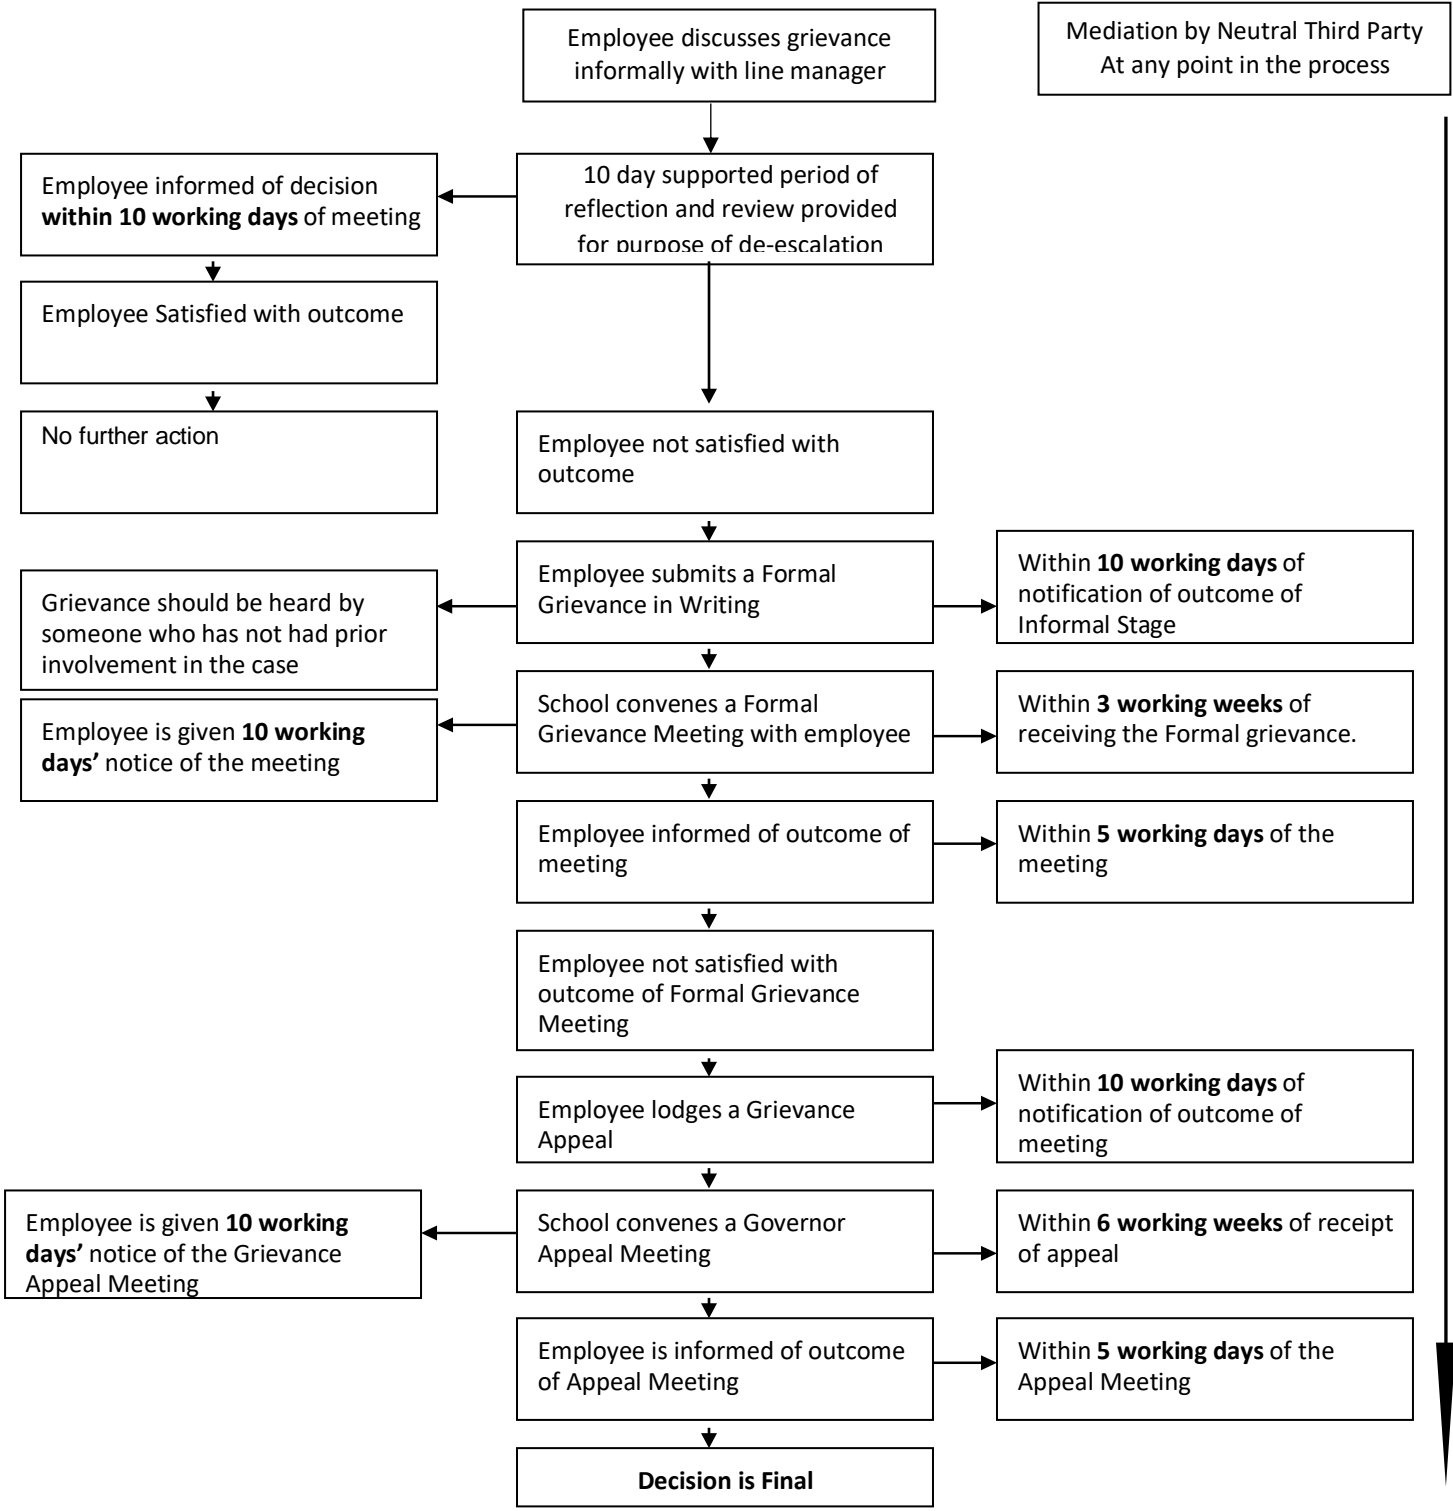 Employee discusses grievance
informally with line manager
Mediation by Neutral Third Party
At any point in the process
Employee informed of decision
within 10 working days of meeting
10 day supported period of
reflection and review provided
for purpose of de-escalation
Employee Satisfied with outcome
No further action
Employee not satisfied with
outcome
Employee submits a Formal
Grievance in Writing
Within 10 working days of
notification of outcome of
Informal Stage
Grievance should be heard by
someone who has not had prior
involvement in the case
School convenes a Formal
Grievance Meeting with employee
Within 3 working weeks of
receiving the Formal grievance.
Employee is given 10 working
days’ notice of the meeting
Employee informed of outcome of
meeting
Within 5 working days of the
meeting
Employee not satisfied with
outcome of Formal Grievance
Meeting
Employee lodges a Grievance
Appeal
Within 10 working days of
notification of outcome of
meeting
Employee is given 10 working
days’ notice of the Grievance
Appeal Meeting
School convenes a Governor
Appeal Meeting
Within 6 working weeks of receipt
of appeal
Employee is informed of outcome
of Appeal Meeting
Within 5 working days of the
Appeal Meeting
Decision is Final